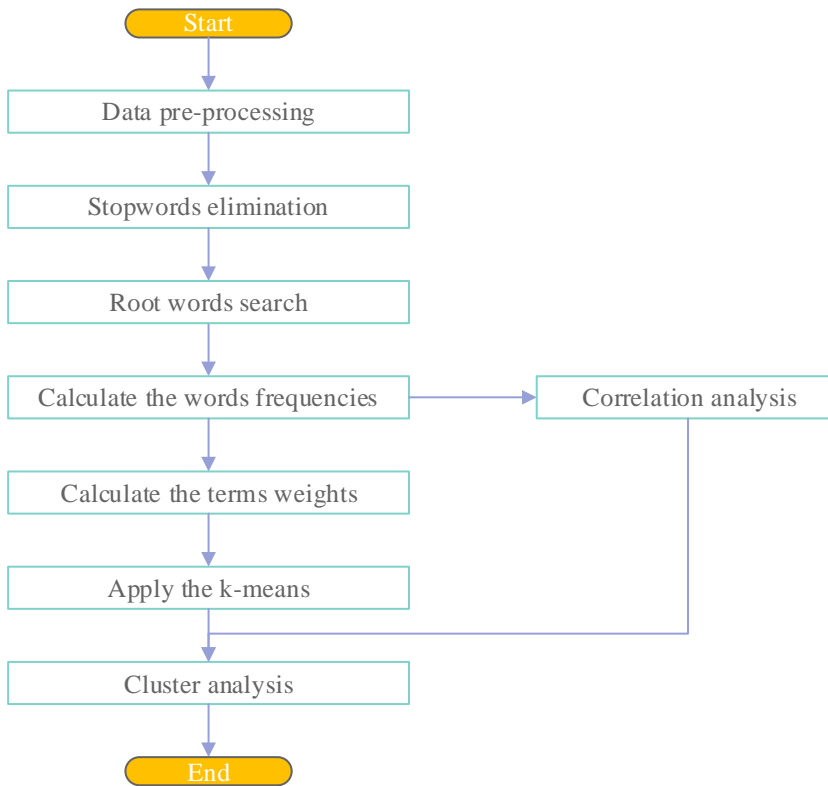 Start
Data pre-processing
Stopwords elimination
Root words search
Calculate the words frequencies
Correlation analysis
Calculate the terms weights
Apply the k-means
Cluster analysis
End